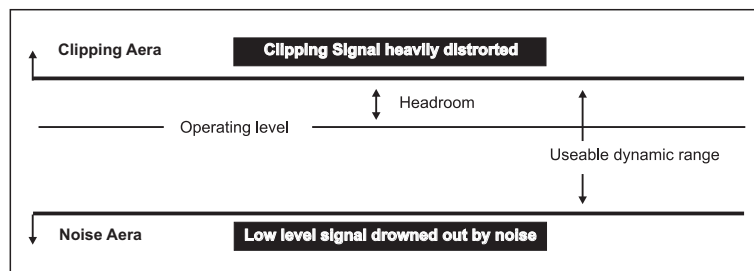 Clipping Aera
Clipping Signal heavily distrorted
Headroom
Operating level
Useable dynamic range
Noise Aera
Low level signal drowned out by noise